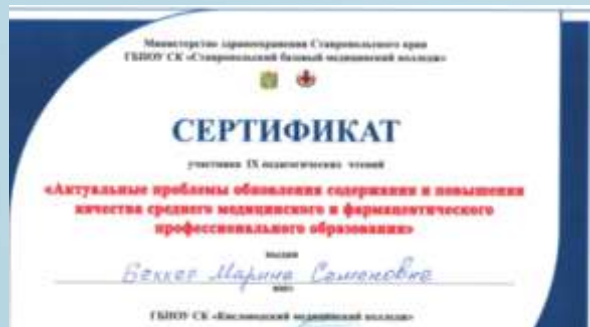 Министерство здравоохранения Ставропольского края
ГБПОУ СК «Ставропольский базовый медицинский колледж»
СЕРТИФИКАТ
участника IX педагогических чтений
«Актуальные проблемы обновления содержания и повышения
качества среднего медицинского и фармацевтического
профессионального образования»
выдан
Марина Семеновна
ГБПОУ СК «Кисловодский медицинский колледж»